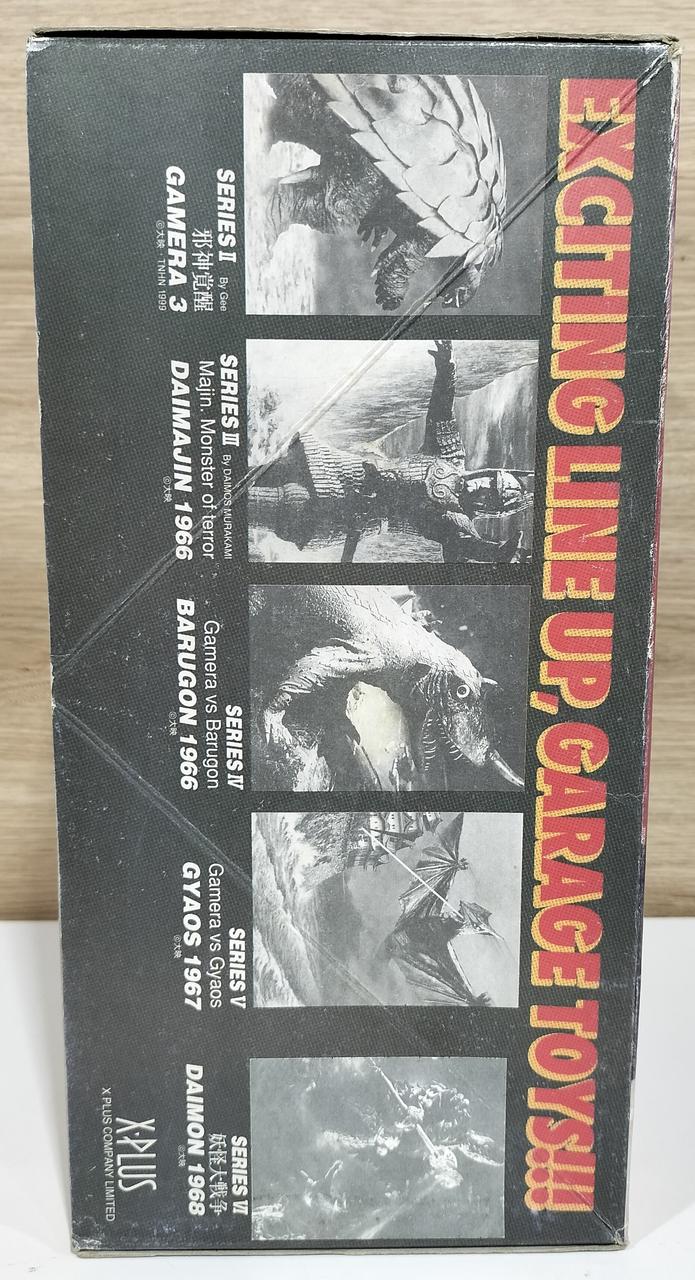 EXCITING LINE UP, GARAGE TOYS!!!
SERIES II By Gee
邪神覚醒
GAMERA 3
©大映・TNHN 1999
SERIES III By DAIMOS MURAKAMI
Majin. Monster of terror
DAIMAJIN 1966
©大映
SERIES IV
Gamera vs Barugon
BARUGON 1966
©大映
SERIES V
Gamera vs Gyaos
GYAOS 1967
©大映
SERIES VI
妖怪大戦争
DAIMON 1968
©大映
X•PLUS
X PLUS COMPANY LIMITED